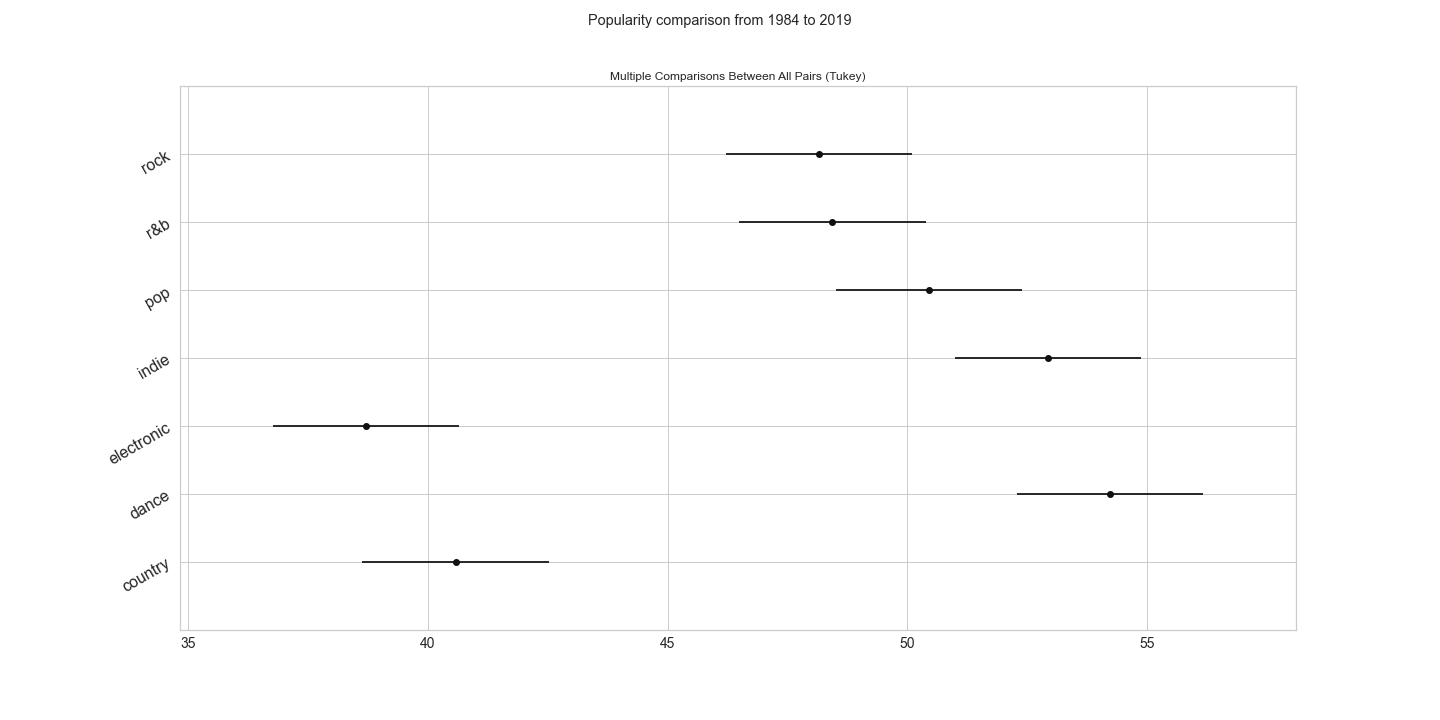 Popularity comparison from 1984 to 2019
Multiple Comparisons Between All Pairs (Tukey)
rock
r&b
pop
indie
electronic
dance
country
35 40 45 50 55